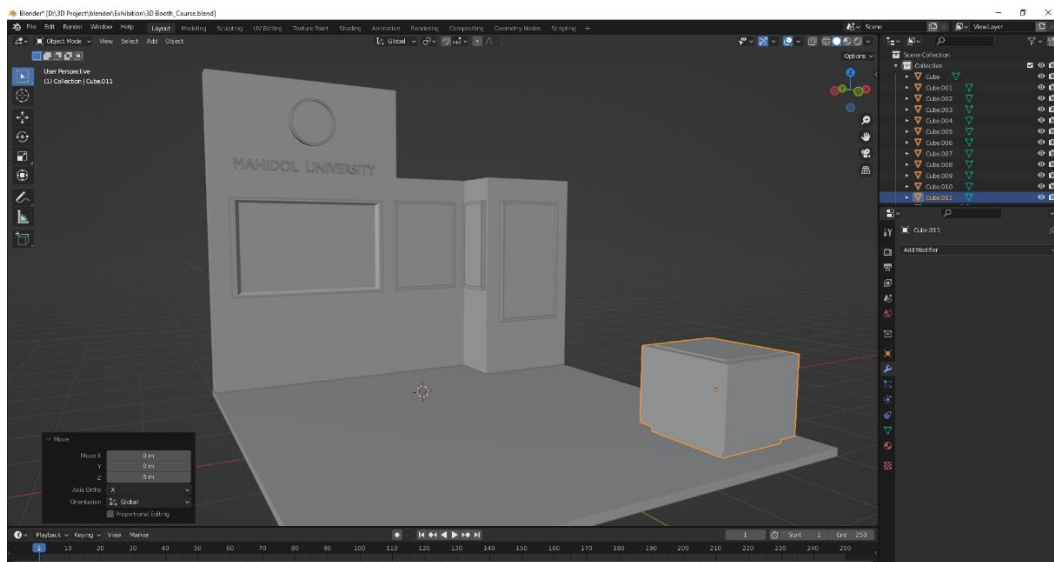 Blender* [D:\3D Project\blender\Exhibition\3D Booth_Course.blend]
File Edit Render Window Help Layout Modeling Sculpting UV Editing Texture Paint Shading Animation Rendering Compositing Geometry Nodes Scripting + Scene ViewLayer
Object Mode View Select Add Object Global
Options
User Perspective
(1) Collection | Cube.011
Scene Collection
Collection
Cube
Cube.001
Cube.002
Cube.003
Cube.004
Cube.005
Cube.006
Cube.007
Cube.008
Cube.009
Cube.010
Cube.011
Z
MAHIDOL UNIVERSITY
Cube.011
Add Modifier
Move
Move X 0 m
Y 0 m
Z 0 m
Axis Ortho X
Orientation Global
Proportional Editing
Playback Keying View Marker 1 Start 1 End 250
1 10 20 30 40 50 60 70 80 90 100 110 120 130 140 150 160 170 180 190 200 210 220 230 240 250